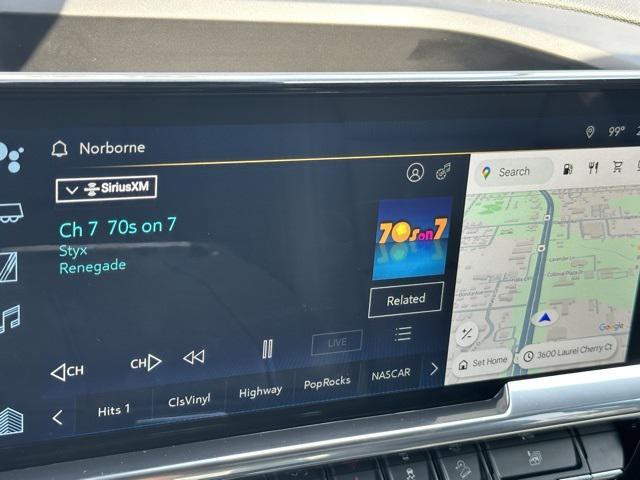 Norborne
99°
SiriusXM
Search
Ch 7 70s on 7
Styx
Renegade
70s on 7
Related
LIVE
CH
CH
Google
Set Home
3600 Laurel Cherry Ct
Hits 1
ClsVinyl
Highway
PopRocks
NASCAR